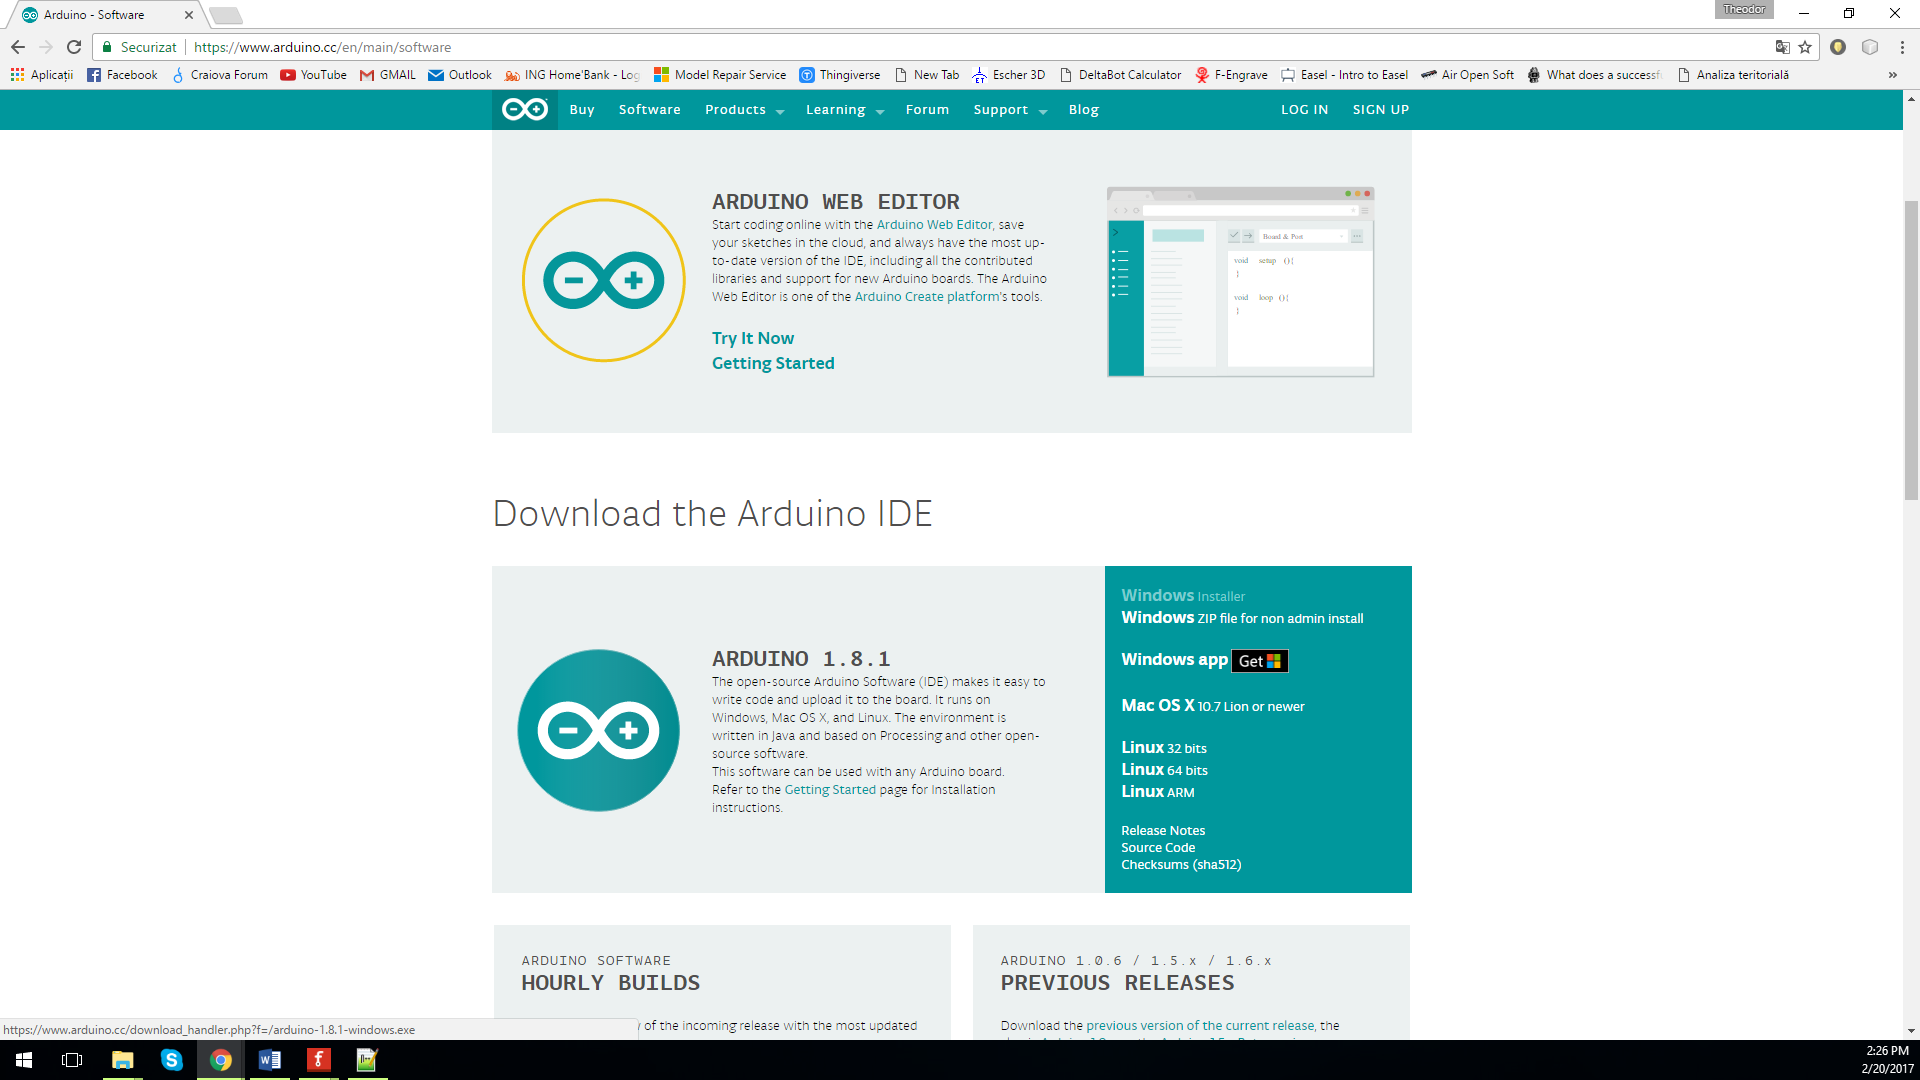 Arduino - Software
Theodor
Securizat
https://www.arduino.cc/en/main/software
Aplicații Facebook Craiova Forum YouTube GMAIL Outlook ING Home'Bank - Log Model Repair Service Thingiverse New Tab Escher 3D DeltaBot Calculator F-Engrave Easel - Intro to Easel Air Open Soft What does a successf Analiza teritorială »
Buy Software Products Learning Forum Support Blog LOG IN SIGN UP
ARDUINO WEB EDITOR
Start coding online with the Arduino Web Editor, save
your sketches in the cloud, and always have the most up-
to-date version of the IDE, including all the contributed
libraries and support for new Arduino boards. The Arduino
Web Editor is one of the Arduino Create platform's tools.
Try It Now
Getting Started
Board & Port
void setup (){
}
void loop (){
}
Download the Arduino IDE
ARDUINO 1.8.1
The open-source Arduino Software (IDE) makes it easy to
write code and upload it to the board. It runs on
Windows, Mac OS X, and Linux. The environment is
written in Java and based on Processing and other open-
source software.
This software can be used with any Arduino board.
Refer to the Getting Started page for Installation
instructions.
Windows Installer
Windows ZIP file for non admin install
Windows app Get
Mac OS X 10.7 Lion or newer
Linux 32 bits
Linux 64 bits
Linux ARM
Release Notes
Source Code
Checksums (sha512)
ARDUINO SOFTWARE
HOURLY BUILDS
of the incoming release with the most updated
ARDUINO 1.0.6 / 1.5.x / 1.6.x
PREVIOUS RELEASES
Download the previous version of the current release, the
https://www.arduino.cc/download_handler.php?f=/arduino-1.8.1-windows.exe
2:26 PM
2/20/2017